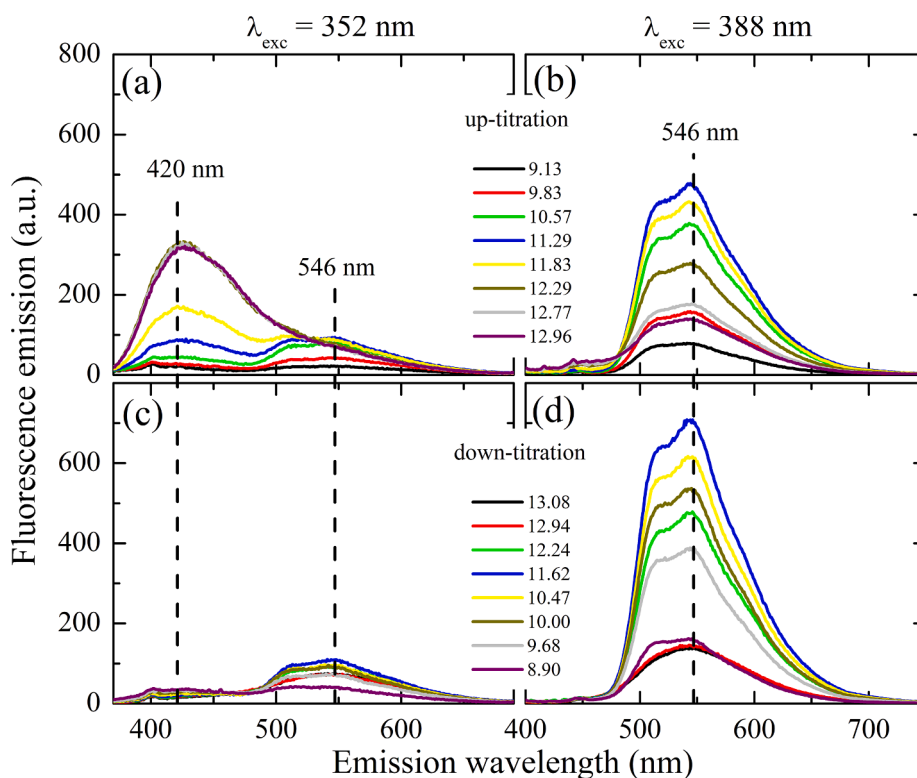 λexc = 352 nm
λexc = 388 nm
800
600
400
200
0
(a)
420 nm
546 nm
(b)
up-titration
546 nm
9.13
9.83
10.57
11.29
11.83
12.29
12.77
12.96
600
400
200
0
(c)
(d)
down-titration
13.08
12.94
12.24
11.62
10.47
10.00
9.68
8.90
400
500
600
400
500
600
700
Fluorescence emission (a.u.)
Emission wavelength (nm)